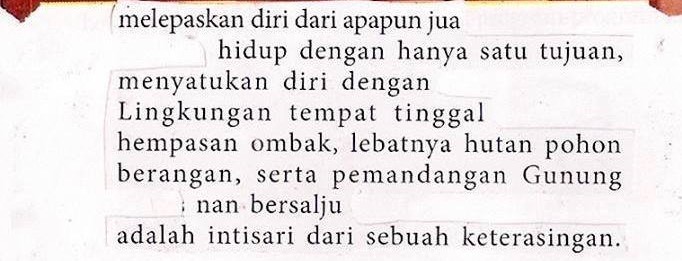 melepaskan diri dari apapun jua
hidup dengan hanya satu tujuan,
menyatukan diri dengan
Lingkungan tempat tinggal
hempasan ombak, lebatnya hutan pohon
berangan, serta pemandangan Gunung
nan bersalju
adalah intisari dari sebuah keterasingan.